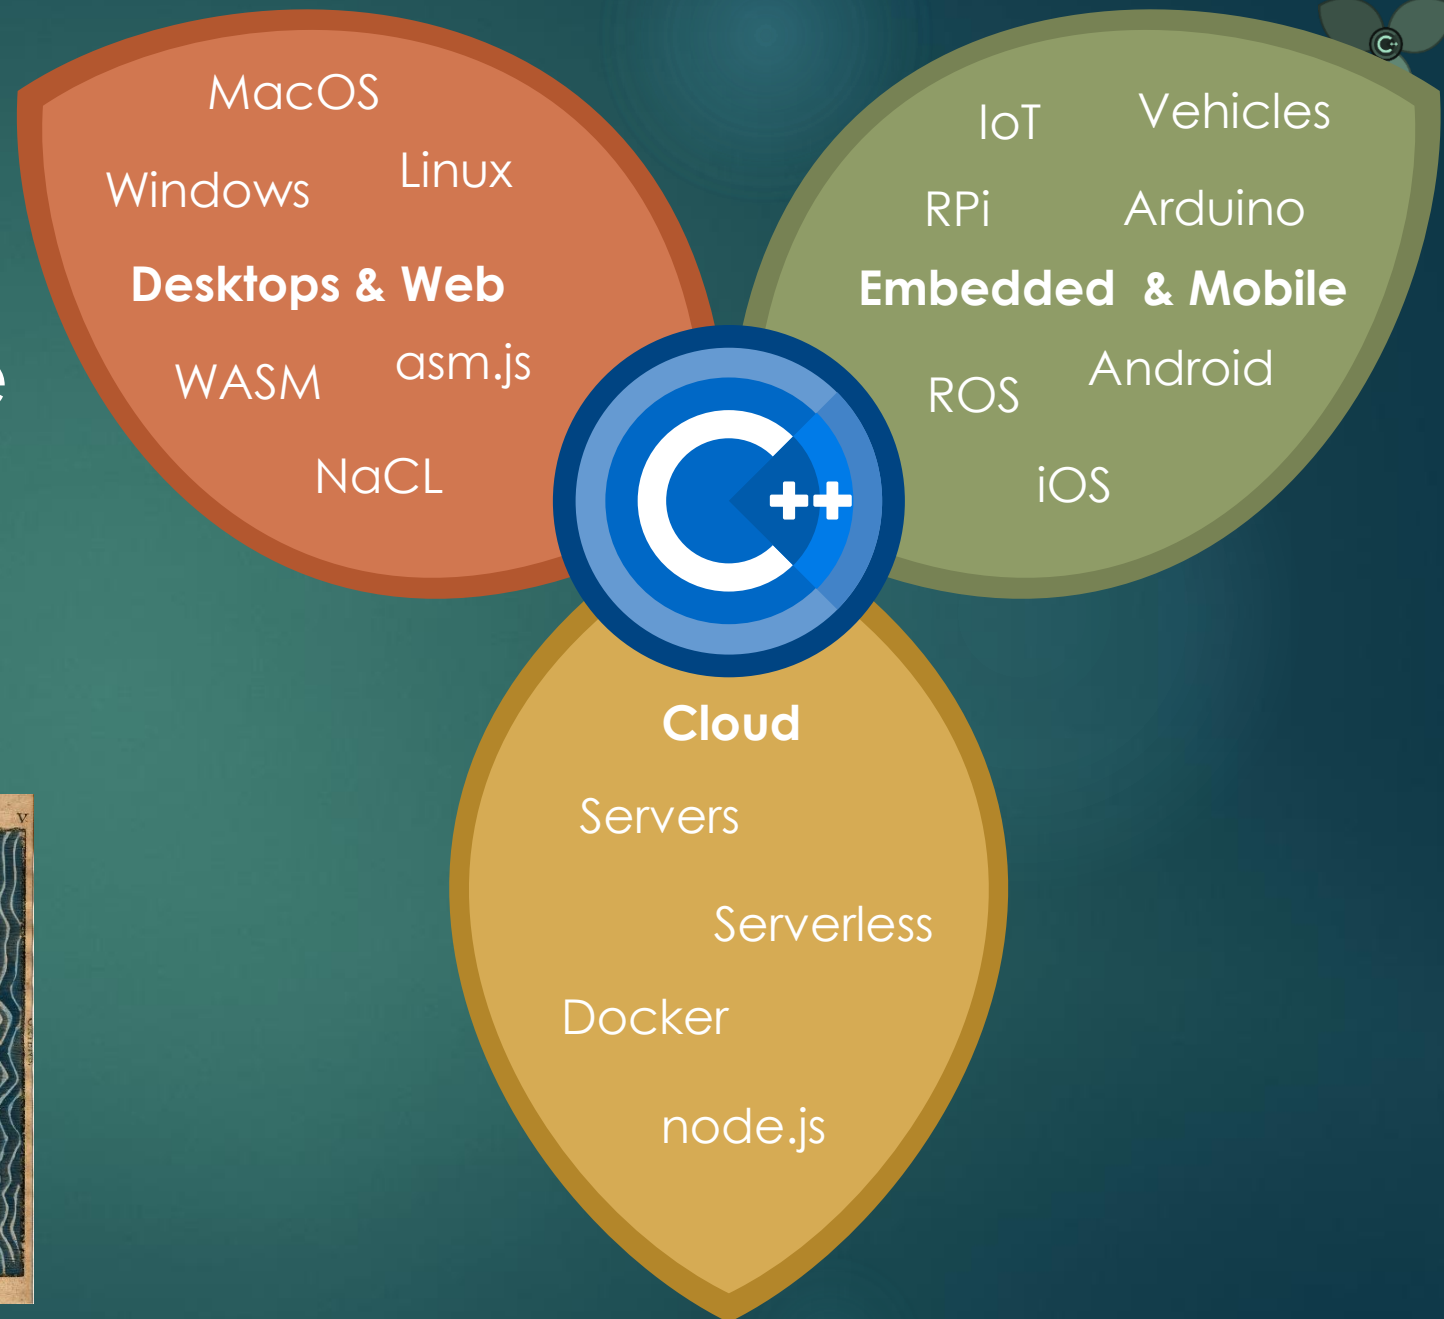 MacOS
Windows
Linux
Desktops & Web
WASM
asm.js
NaCL
IoT
Vehicles
RPi
Arduino
Embedded & Mobile
ROS
Android
iOS
C++
Cloud
Servers
Serverless
Docker
node.js
e
V
C++